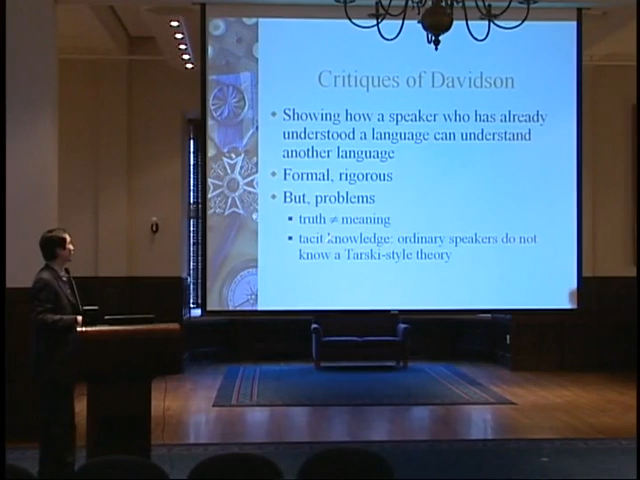 Critiques of Davidson
Showing how a speaker who has already
understood a language can understand
another language
Formal, rigorous
But, problems
truth ≠ meaning
tacit knowledge: ordinary speakers do not
know a Tarski-style theory